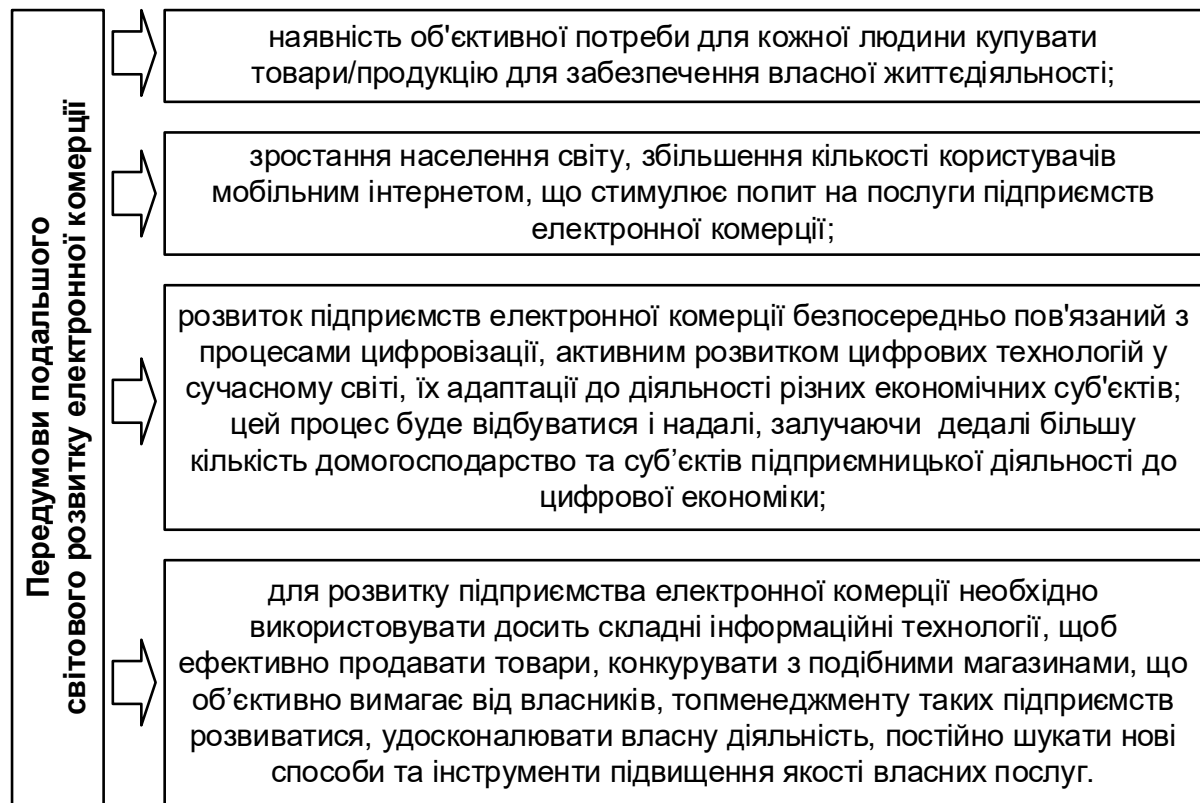 Передумови подальшого
світового розвитку електронної комерції
наявність об'єктивної потреби для кожної людини купувати
товари/продукцію для забезпечення власної життєдіяльності;
зростання населення світу, збільшення кількості користувачів
мобільним інтернетом, що стимулює попит на послуги підприємств
електронної комерції;
розвиток підприємств електронної комерції безпосередньо пов'язаний з
процесами цифровізації, активним розвитком цифрових технологій у
сучасному світі, їх адаптації до діяльності різних економічних суб'єктів;
цей процес буде відбуватися і надалі, залучаючи  дедалі більшу
кількість домогосподарство та суб’єктів підприємницької діяльності до
цифрової економіки;
для розвитку підприємства електронної комерції необхідно
використовувати досить складні інформаційні технології, щоб
ефективно продавати товари, конкурувати з подібними магазинами, що
об’єктивно вимагає від власників, топменеджменту таких підприємств
розвиватися, удосконалювати власну діяльність, постійно шукати нові
способи та інструменти підвищення якості власних послуг.